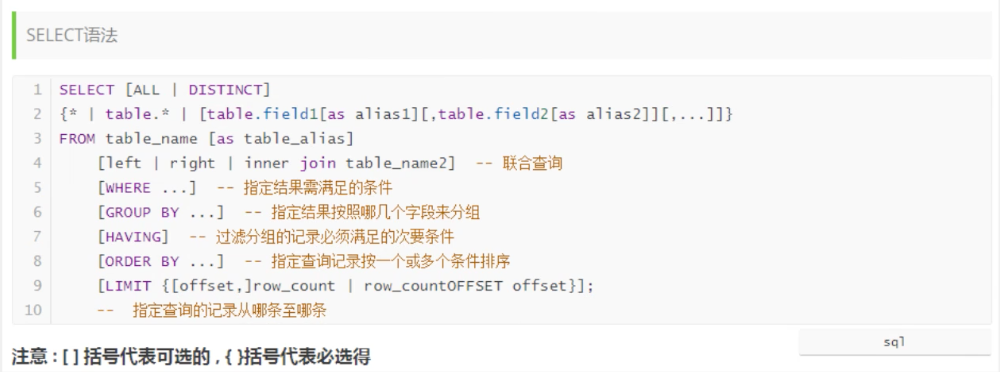 SELECT语法
1 SELECT [ALL | DISTINCT]
2 {* | table.* | [table.field1[as alias1][,table.field2[as alias2]][,...]]}
3 FROM table_name [as table_alias]
4 [left | right | inner join table_name2] -- 联合查询
5 [WHERE ...] -- 指定结果需满足的条件
6 [GROUP BY ...] -- 指定结果按照哪几个字段来分组
7 [HAVING] -- 过滤分组的记录必须满足的次要条件
8 [ORDER BY ...] -- 指定查询记录按一个或多个条件排序
9 [LIMIT {[offset,]row_count | row_countOFFSET offset}];
10 -- 指定查询的记录从哪条至哪条
sql
注意 : [ ] 括号代表可选的 , { }括号代表必选得